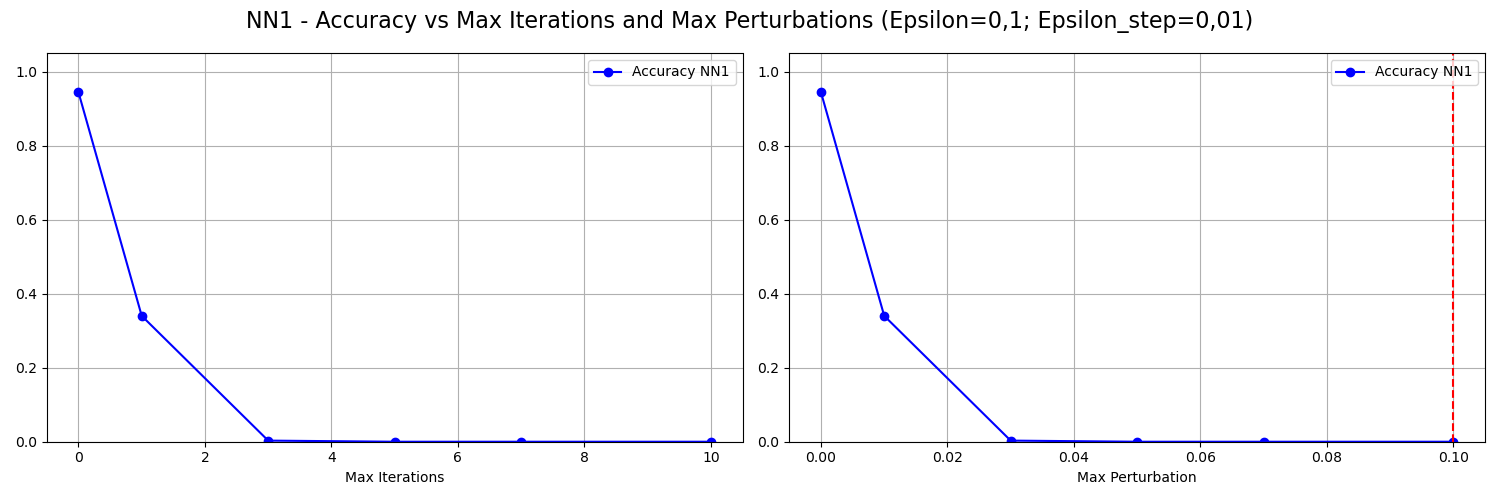 NN1 - Accuracy vs Max Iterations and Max Perturbations (Epsilon=0,1; Epsilon_step=0,01)
Accuracy NN1
1.0
0.8
0.6
0.4
0.2
0.0
0 2 4 6 8 10
Max Iterations
Accuracy NN1
1.0
0.8
0.6
0.4
0.2
0.0
0.00 0.02 0.04 0.06 0.08 0.10
Max Perturbation